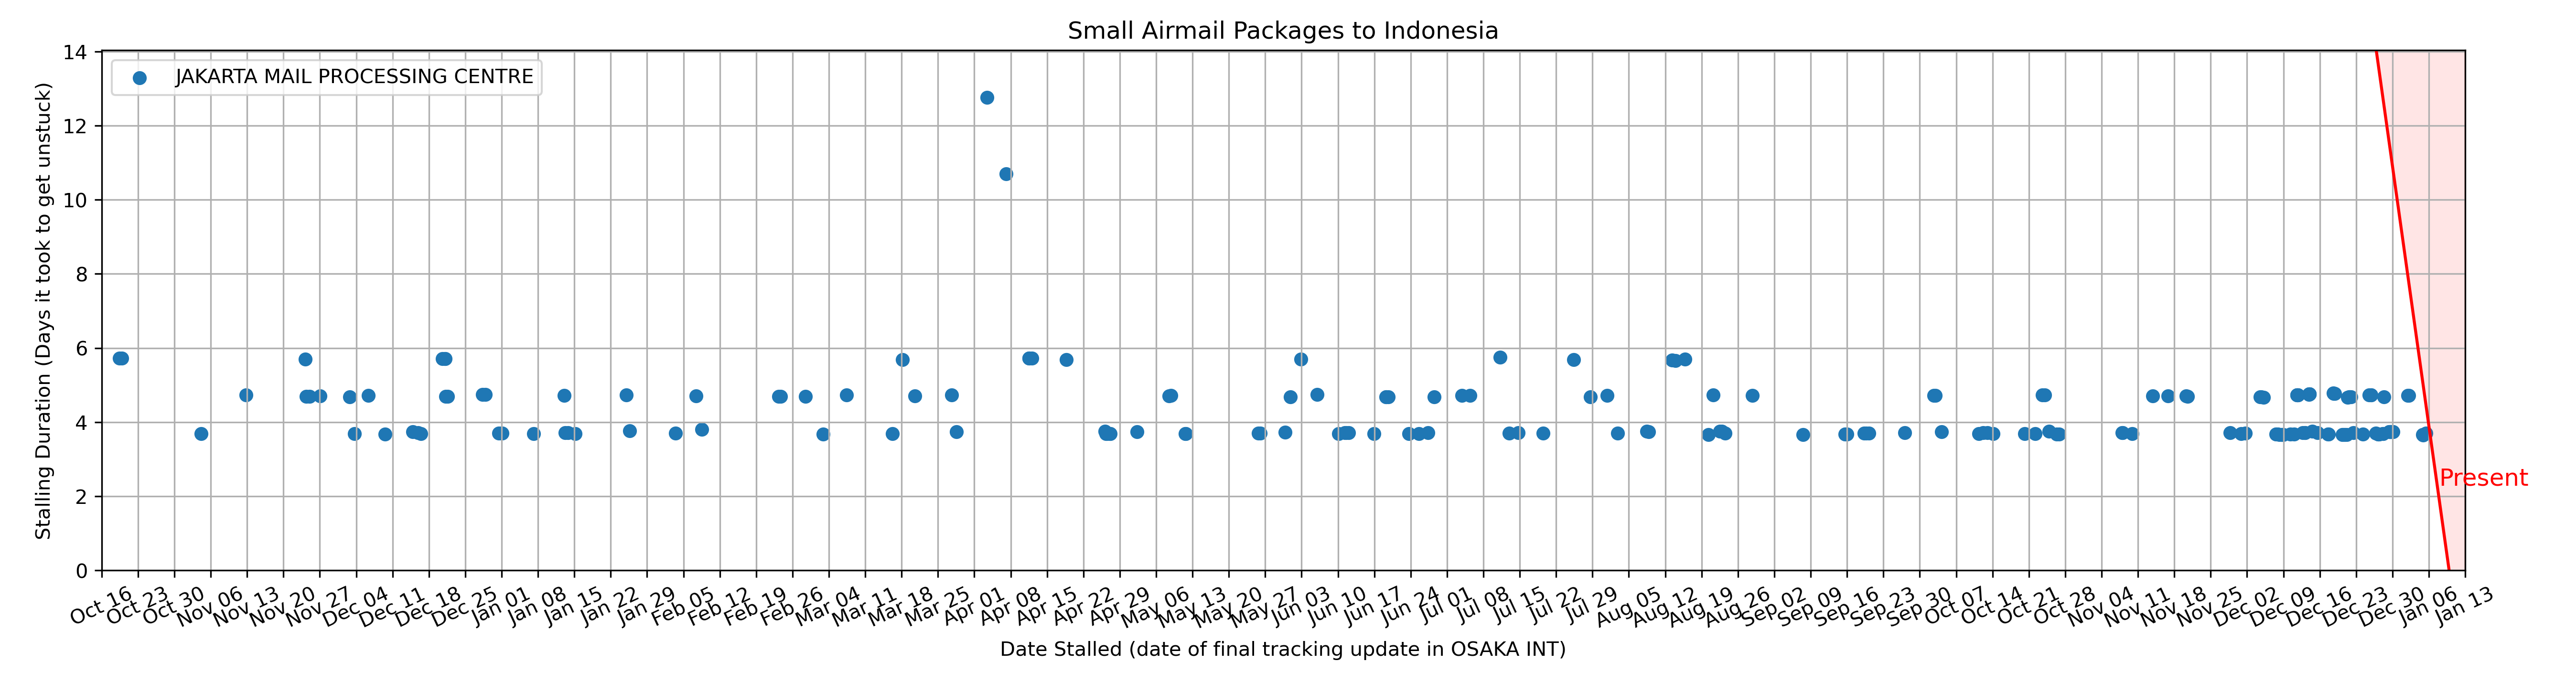 Small Airmail Packages to Indonesia
JAKARTA MAIL PROCESSING CENTRE
Stalling Duration (Days it took to get unstuck)
14
12
10
8
6
4
2
0
Present
Oct 16 Oct 23 Oct 30 Nov 06 Nov 13 Nov 20 Nov 27 Dec 04 Dec 11 Dec 18 Dec 25 Jan 01 Jan 08 Jan 15 Jan 22 Jan 29 Feb 05 Feb 12 Feb 19 Feb 26 Mar 04 Mar 11 Mar 18 Mar 25 Apr 01 Apr 08 Apr 15 Apr 22 Apr 29 May 06 May 13 May 20 May 27 Jun 03 Jun 10 Jun 17 Jun 24 Jul 01 Jul 08 Jul 15 Jul 22 Jul 29 Aug 05 Aug 12 Aug 19 Aug 26 Sep 02 Sep 09 Sep 16 Sep 23 Sep 30 Oct 07 Oct 14 Oct 21 Oct 28 Nov 04 Nov 11 Nov 18 Nov 25 Dec 02 Dec 09 Dec 16 Dec 23 Dec 30 Jan 06 Jan 13
Date Stalled (date of final tracking update in OSAKA INT)